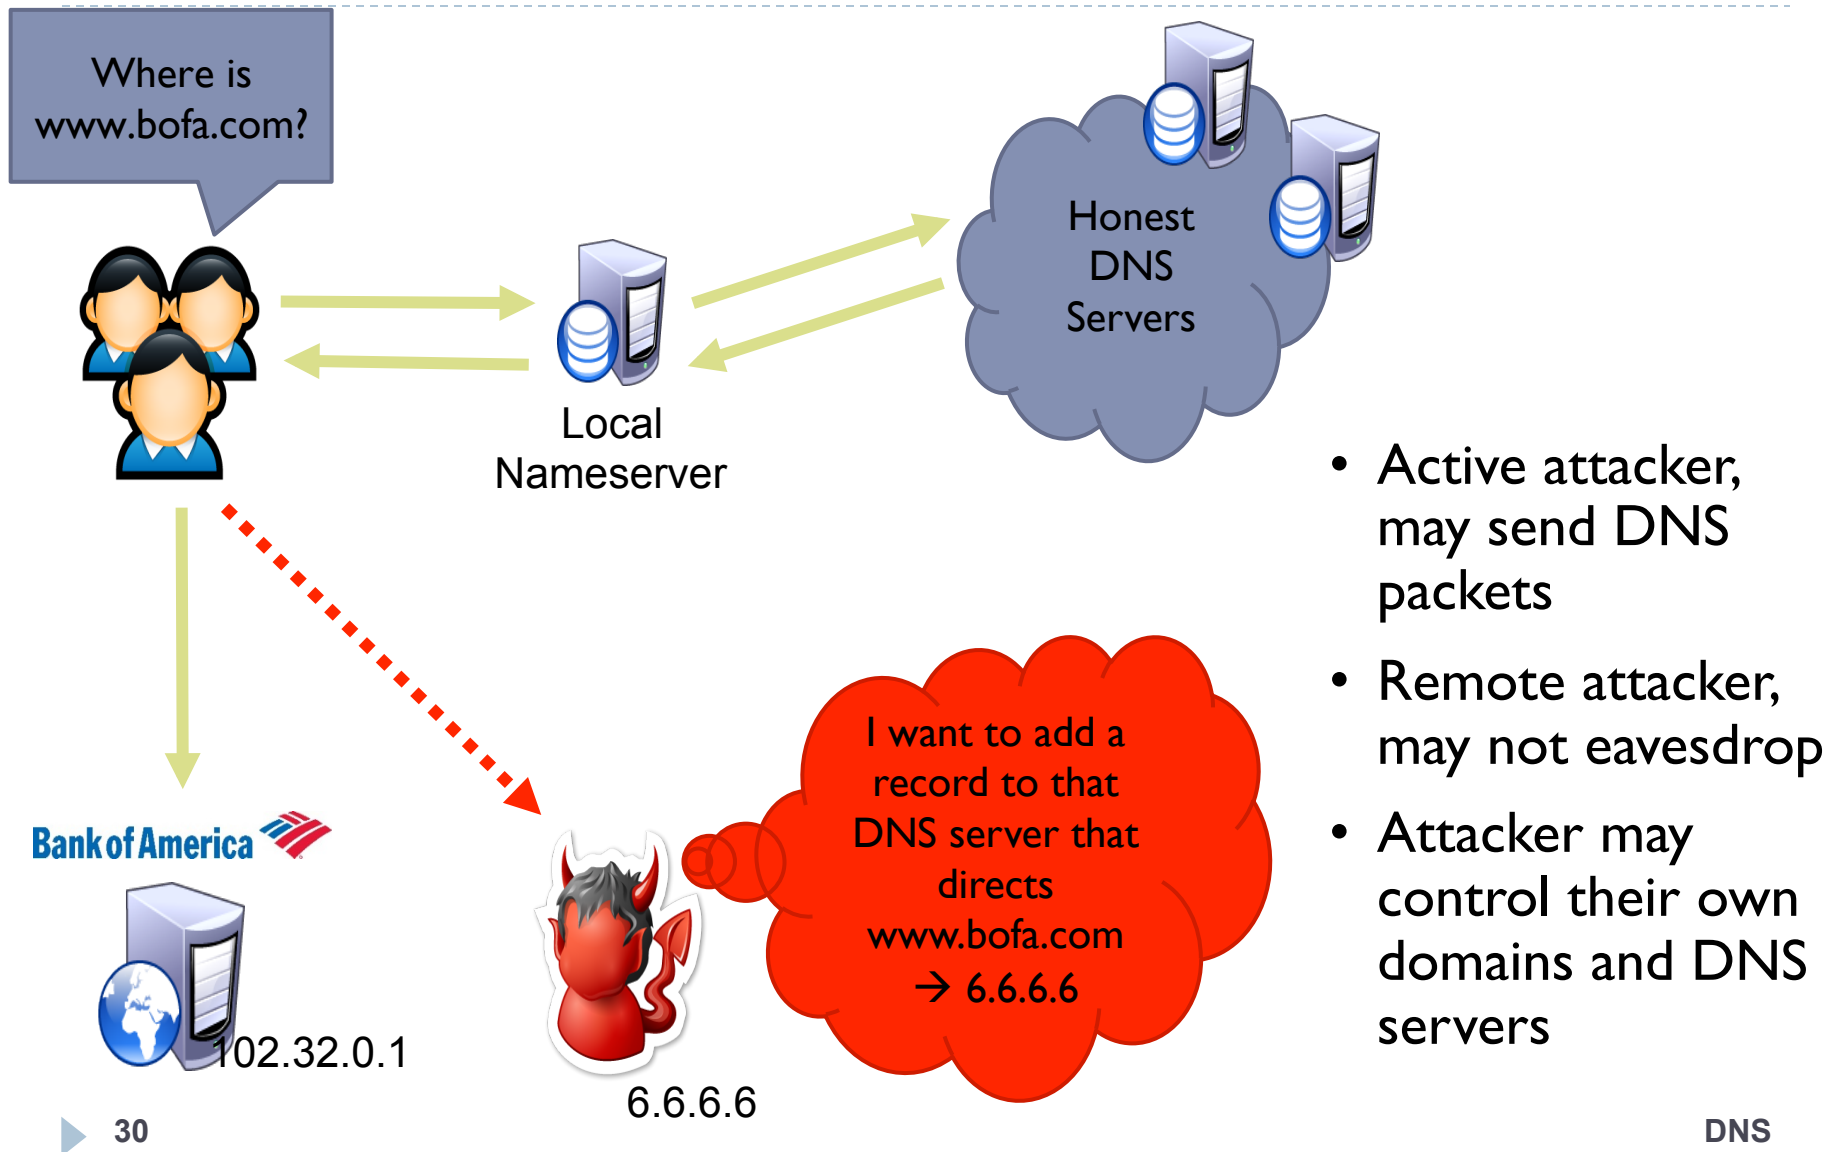 Where is
www.bofa.com?
Honest
DNS
Servers
Local
Nameserver
• Active attacker,
may send DNS
packets
• Remote attacker,
may not eavesdrop
• Attacker may
control their own
domains and DNS
servers
I want to add a
record to that
DNS server that
directs
www.bofa.com
→ 6.6.6.6
Bank of America
102.32.0.1
6.6.6.6
30
DNS